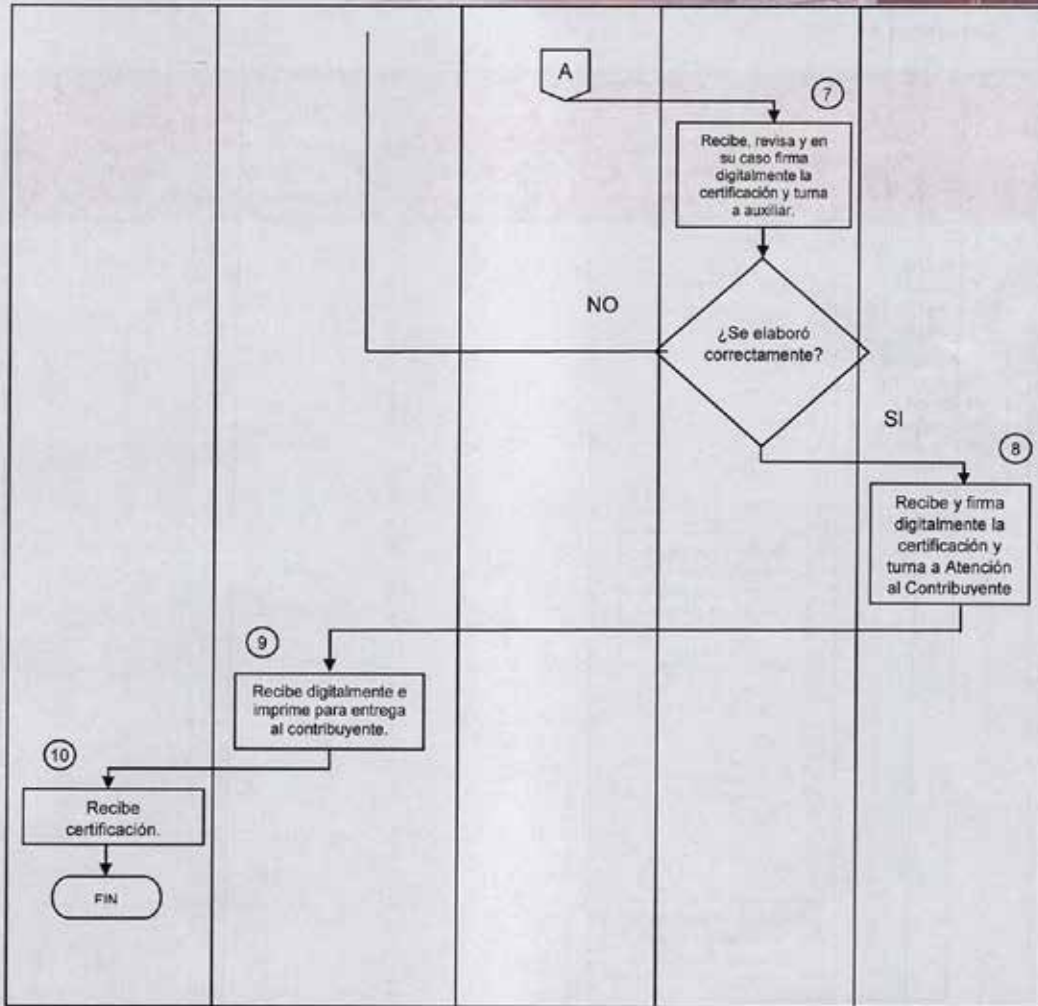 A
7
Recibe, revisa y en
su caso firma
digitalmente la
certificación y turna
a auxiliar.
NO
¿Se elaboró
correctamente?
SI
8
Recibe y firma
digitalmente la
certificación y
turna a Atención
al Contribuyente
9
Recibe digitalmente e
imprime para entrega
al contribuyente.
10
Recibe
certificación.
FIN